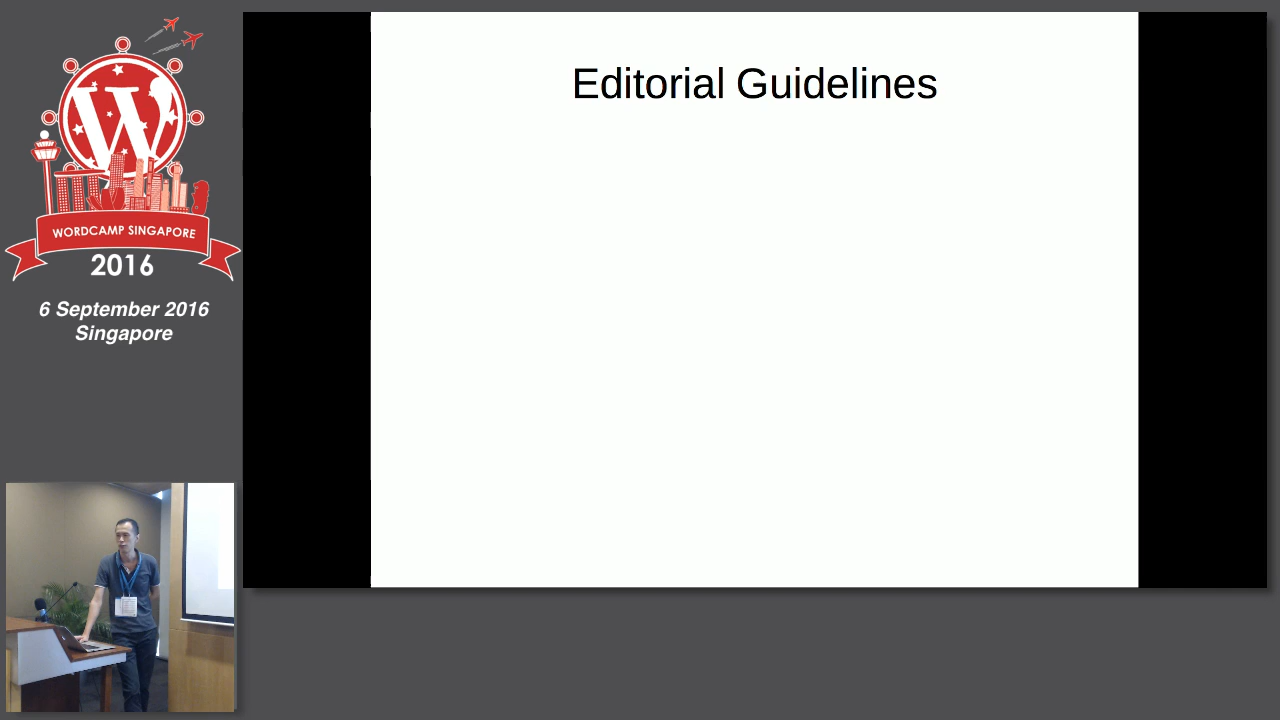 W
WORDCAMP SINGAPORE
2016
6 September 2016
Singapore
Editorial Guidelines